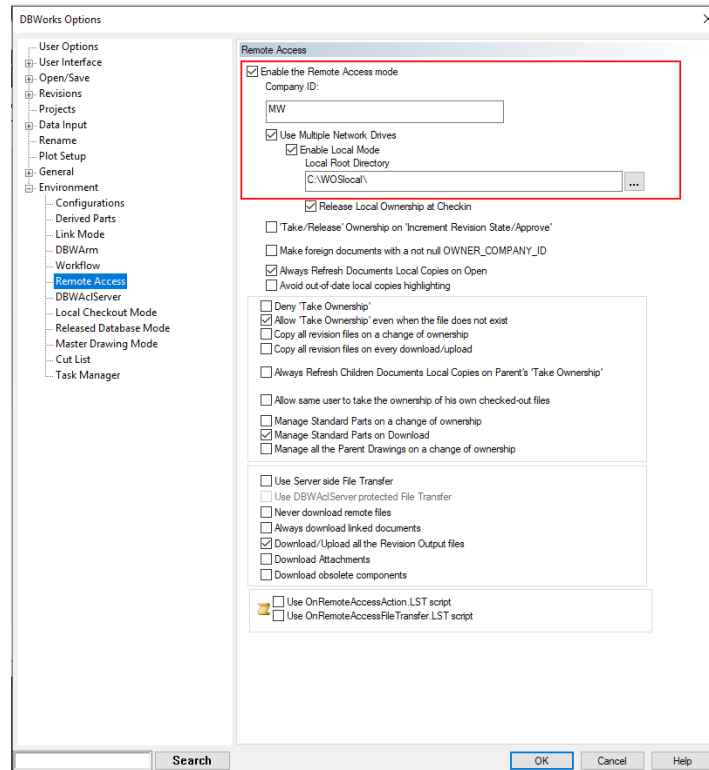 DBWorks Options
User Options
User Interface
Open/Save
Revisions
Projects
Data Input
Rename
Plot Setup
General
Environment
Configurations
Derived Parts
Link Mode
DBWArm
Workflow
Remote Access
DBWAclServer
Local Checkout Mode
Released Database Mode
Master Drawing Mode
Cut List
Task Manager
Remote Access
Enable the Remote Access mode
Company ID:
MW
Use Multiple Network Drives
Enable Local Mode
Local Root Directory
C:\WOSlocal\
...
Release Local Ownership at Checkin
'Take/Release' Ownership on 'Increment Revision State/Approve'
Make foreign documents with a not null OWNER_COMPANY_ID
Always Refresh Documents Local Copies on Open
Avoid out-of-date local copies highlighting
Deny 'Take Ownership'
Allow 'Take Ownership' even when the file does not exist
Copy all revision files on a change of ownership
Copy all revision files on every download/upload
Always Refresh Children Documents Local Copies on Parent's 'Take Ownership'
Allow same user to take the ownership of his own checked-out files
Manage Standard Parts on a change of ownership
Manage Standard Parts on Download
Manage all the Parent Drawings on a change of ownership
Use Server side File Transfer
Use DBWAclServer protected File Transfer
Never download remote files
Always download linked documents
Download/Upload all the Revision Output files
Download Attachments
Download obsolete components
Use OnRemoteAccessAction.LST script
Use OnRemoteAccessFileTransfer.LST script
Search
OK
Cancel
Help